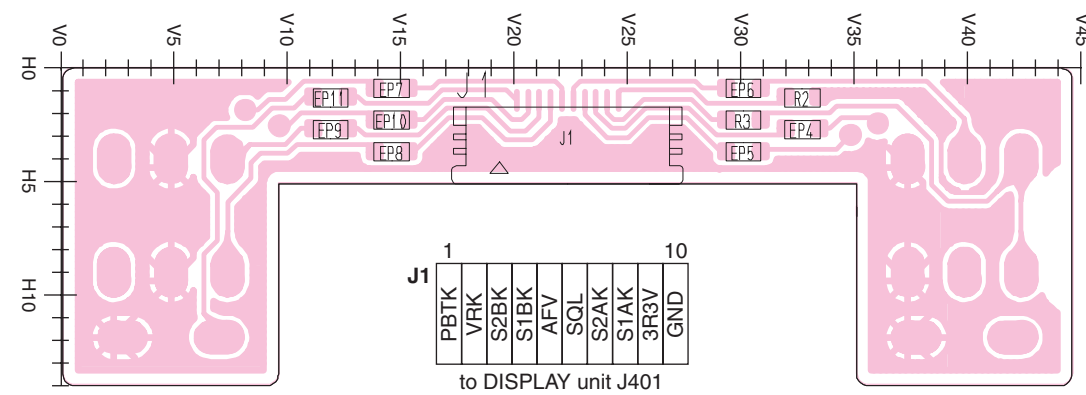 V0 V5 V10 V15 V20 V25 V30 V35 V40 V45
H0
H5
H10
EP7 J1 EP6
EP11 R2
EP10 R3
EP9 J1 EP4
EP8 EP5
1 10
J1
PBTK
VRK
S2BK
S1BK
AFV
SQL
S2AK
S1AK
3R3V
GND
to DISPLAY unit J401